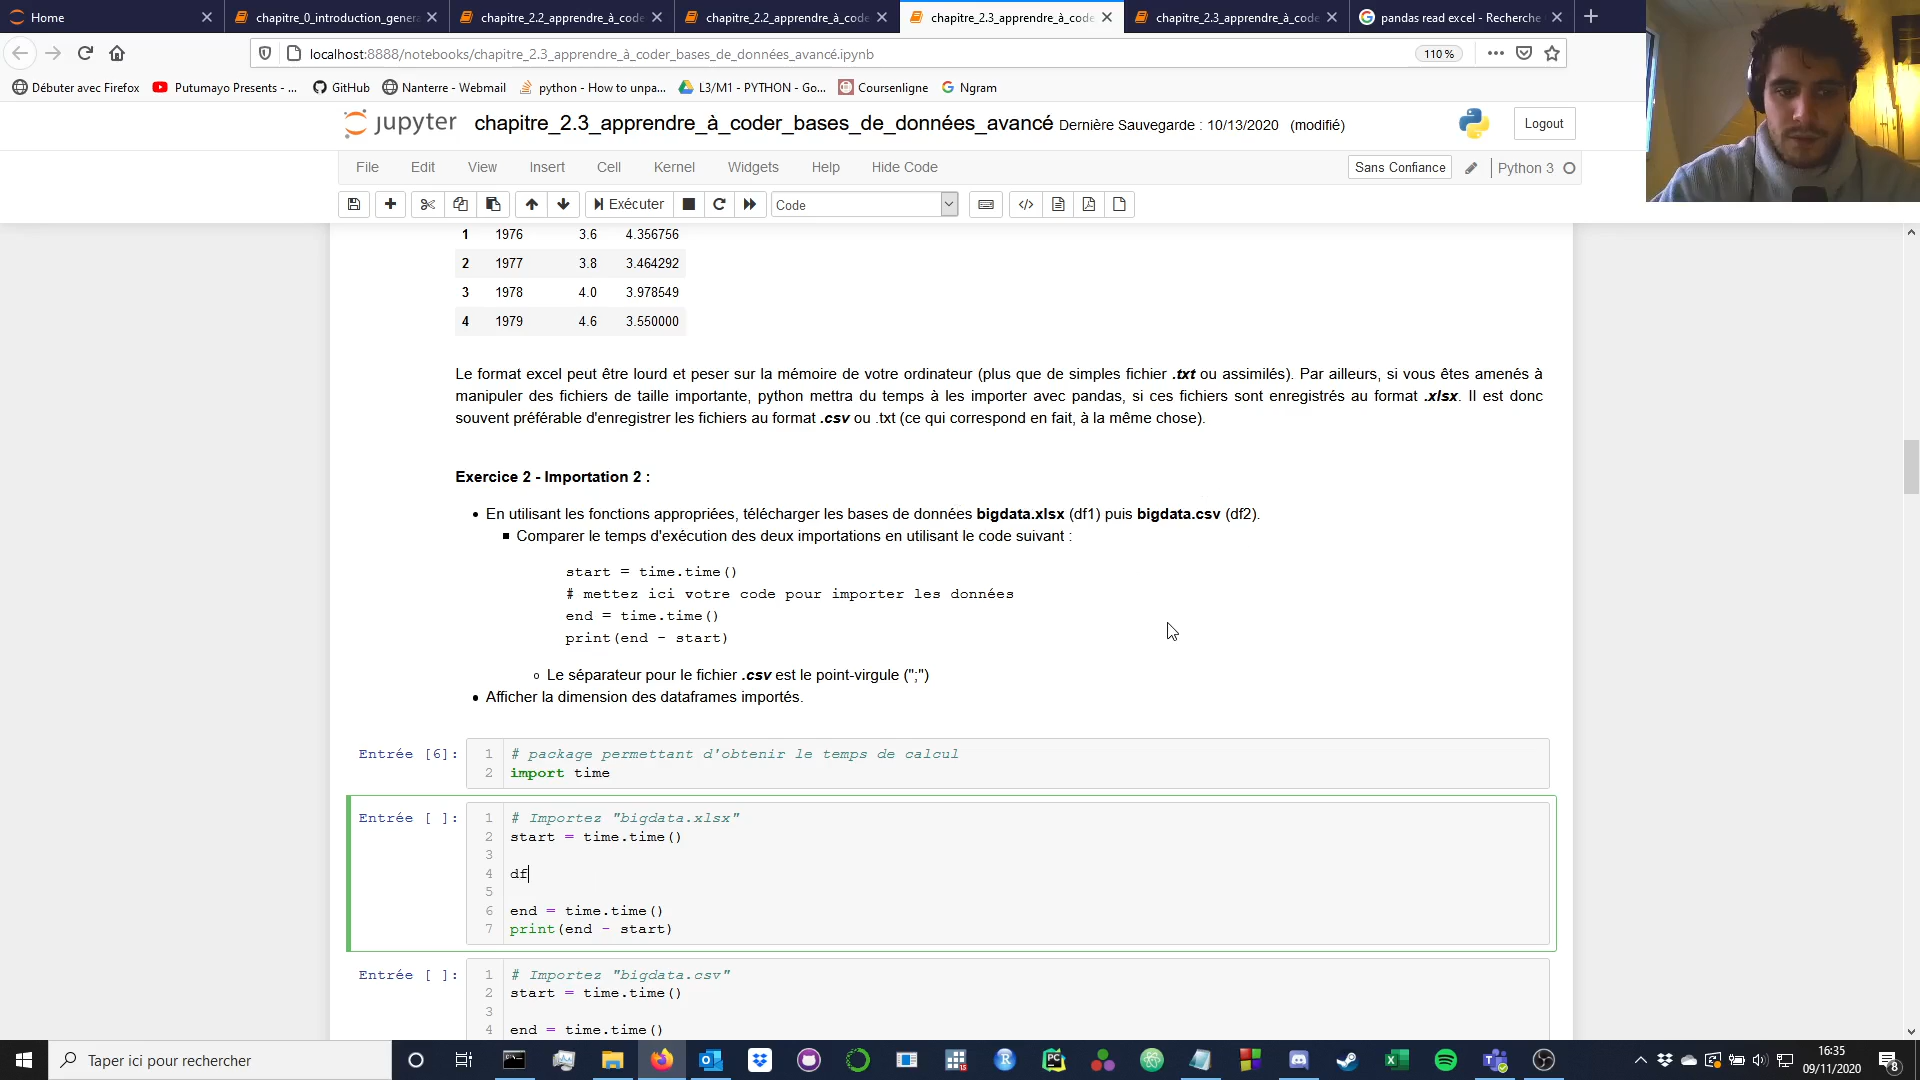 Home
chapitre_0_introduction_genera
chapitre_2.2_apprendre_à_code
chapitre_2.2_apprendre_à_code
chapitre_2.3_apprendre_à_code
chapitre_2.3_apprendre_à_code
pandas read excel - Recherche
localhost:8888/notebooks/chapitre_2.3_apprendre_à_coder_bases_de_données_avancé.ipynb
110 %
Débuter avec Firefox
Putumayo Presents - ...
GitHub
Nanterre - Webmail
python - How to unpa...
L3/M1 - PYTHON - Go...
Coursenligne
Ngram
jupyter
chapitre_2.3_apprendre_à_coder_bases_de_données_avancé Dernière Sauvegarde : 10/13/2020 (modifié)
Logout
File Edit View Insert Cell Kernel Widgets Help Hide Code
Sans Confiance
Python 3
Exécuter
Code
1 1976 3.6 4.356756
2 1977 3.8 3.464292
3 1978 4.0 3.978549
4 1979 4.6 3.550000
Le format excel peut être lourd et peser sur la mémoire de votre ordinateur (plus que de simples fichier .txt ou assimilés). Par ailleurs, si vous êtes amenés à
manipuler des fichiers de taille importante, python mettra du temps à les importer avec pandas, si ces fichiers sont enregistrés au format .xlsx. Il est donc
souvent préférable d'enregistrer les fichiers au format .csv ou .txt (ce qui correspond en fait, à la même chose).
Exercice 2 - Importation 2 :
En utilisant les fonctions appropriées, télécharger les bases de données bigdata.xlsx (df1) puis bigdata.csv (df2).
Comparer le temps d'exécution des deux importations en utilisant le code suivant :
start = time.time()
# mettez ici votre code pour importer les données
end = time.time()
print(end - start)
Le séparateur pour le fichier .csv est le point-virgule (";")
Afficher la dimension des dataframes importés.
Entrée [6]:
1 # package permettant d'obtenir le temps de calcul
2 import time
Entrée [ ]:
1 # Importez "bigdata.xlsx"
2 start = time.time()
3
4 df
5
6 end = time.time()
7 print(end - start)
Entrée [ ]:
1 # Importez "bigdata.csv"
2 start = time.time()
3
4 end = time.time()
Taper ici pour rechercher
16:35
09/11/2020
8